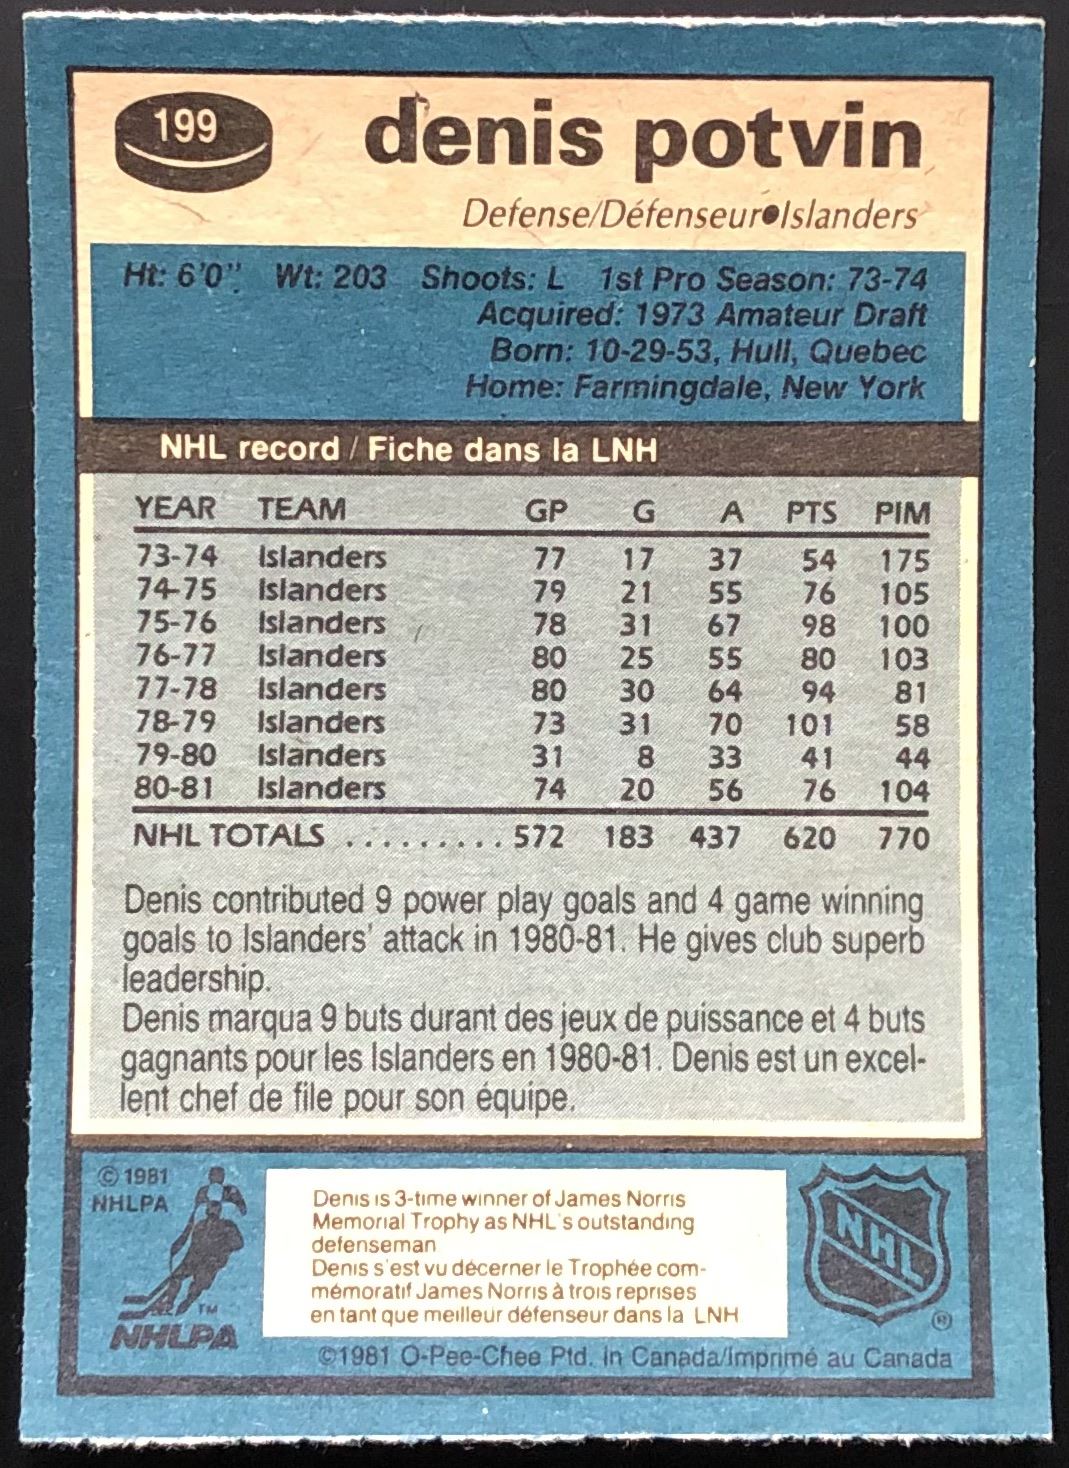 199
denis potvin
Defense/Défenseur●Islanders
Ht: 6'0" Wt: 203 Shoots: L 1st Pro Season: 73-74
Acquired: 1973 Amateur Draft
Born: 10-29-53, Hull, Quebec
Home: Farmingdale, New York
NHL record / Fiche dans la LNH
YEAR TEAM GP G A PTS PIM
73-74 Islanders 77 17 37 54 175
74-75 Islanders 79 21 55 76 105
75-76 Islanders 78 31 67 98 100
76-77 Islanders 80 25 55 80 103
77-78 Islanders 80 30 64 94 81
78-79 Islanders 73 31 70 101 58
79-80 Islanders 31 8 33 41 44
80-81 Islanders 74 20 56 76 104
NHL TOTALS ......... 572 183 437 620 770
Denis contributed 9 power play goals and 4 game winning
goals to Islanders' attack in 1980-81. He gives club superb
leadership.
Denis marqua 9 buts durant des jeux de puissance et 4 buts
gagnants pour les Islanders en 1980-81. Denis est un excel-
lent chef de file pour son équipe.
© 1981
NHLPA
TM
NHLPA
Denis is 3-time winner of James Norris
Memorial Trophy as NHL's outstanding
defenseman
Denis s'est vu décerner le Trophée com-
mémoratif James Norris à trois reprises
en tant que meilleur défenseur dans la LNH
NHL
®
©1981 O-Pee-Chee Ptd. in Canada/Imprimé au Canada